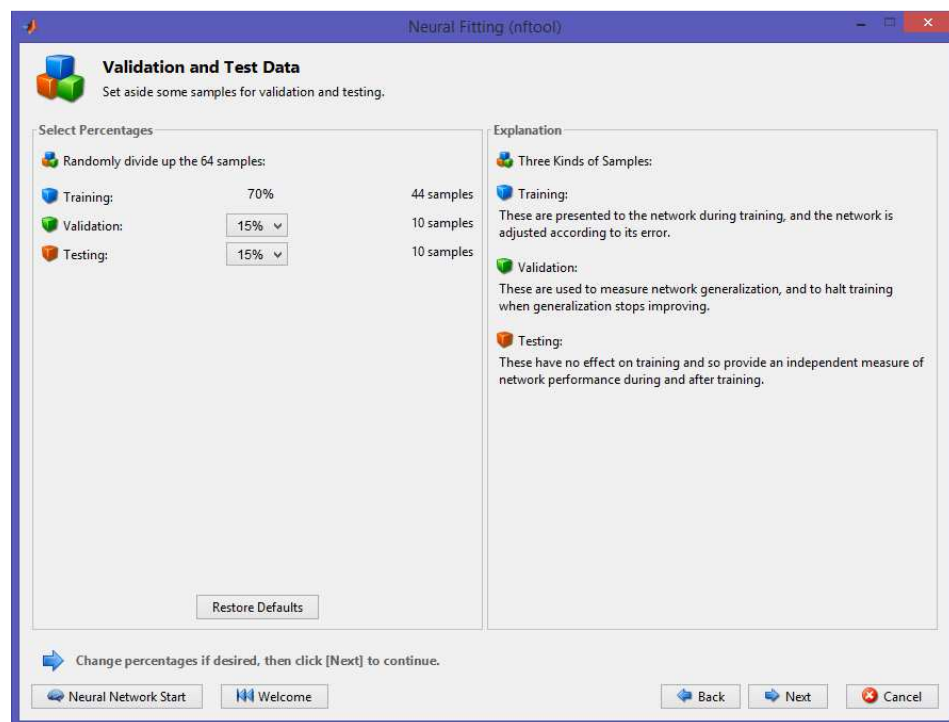 Neural Fitting (nftool)
Validation and Test Data
Set aside some samples for validation and testing.
Select Percentages
Randomly divide up the 64 samples:
Training: 70% 44 samples
Validation: 15% 10 samples
Testing: 15% 10 samples
Restore Defaults
Explanation
Three Kinds of Samples:
Training:
These are presented to the network during training, and the network is
adjusted according to its error.
Validation:
These are used to measure network generalization, and to halt training
when generalization stops improving.
Testing:
These have no effect on training and so provide an independent measure of
network performance during and after training.
Change percentages if desired, then click [Next] to continue.
Neural Network Start Welcome Back Next Cancel